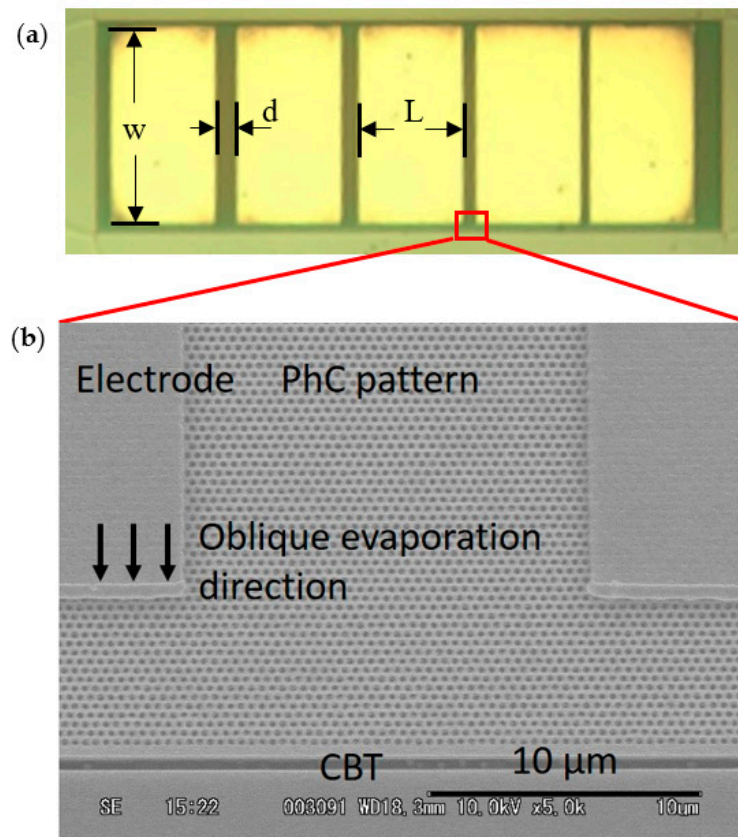 (a)
w
d
L
(b)
Electrode PhC pattern
Oblique evaporation
direction
CBT
10 μm
SE 15:22 003091 WD18.3mm 10.0kV x5.0k 10um